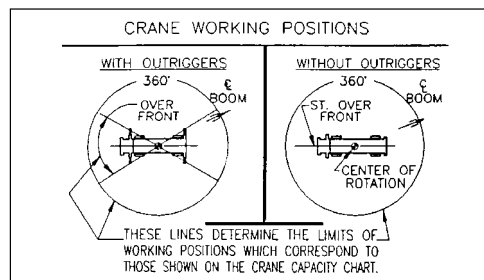 CRANE WORKING POSITIONS
WITH OUTRIGGERS
360°
℄
BOOM
OVER
FRONT
WITHOUT OUTRIGGERS
360°
℄
BOOM
ST. OVER
FRONT
CENTER OF
ROTATION
THESE LINES DETERMINE THE LIMITS OF
WORKING POSITIONS WHICH CORRESPOND TO
THOSE SHOWN ON THE CRANE CAPACITY CHART.